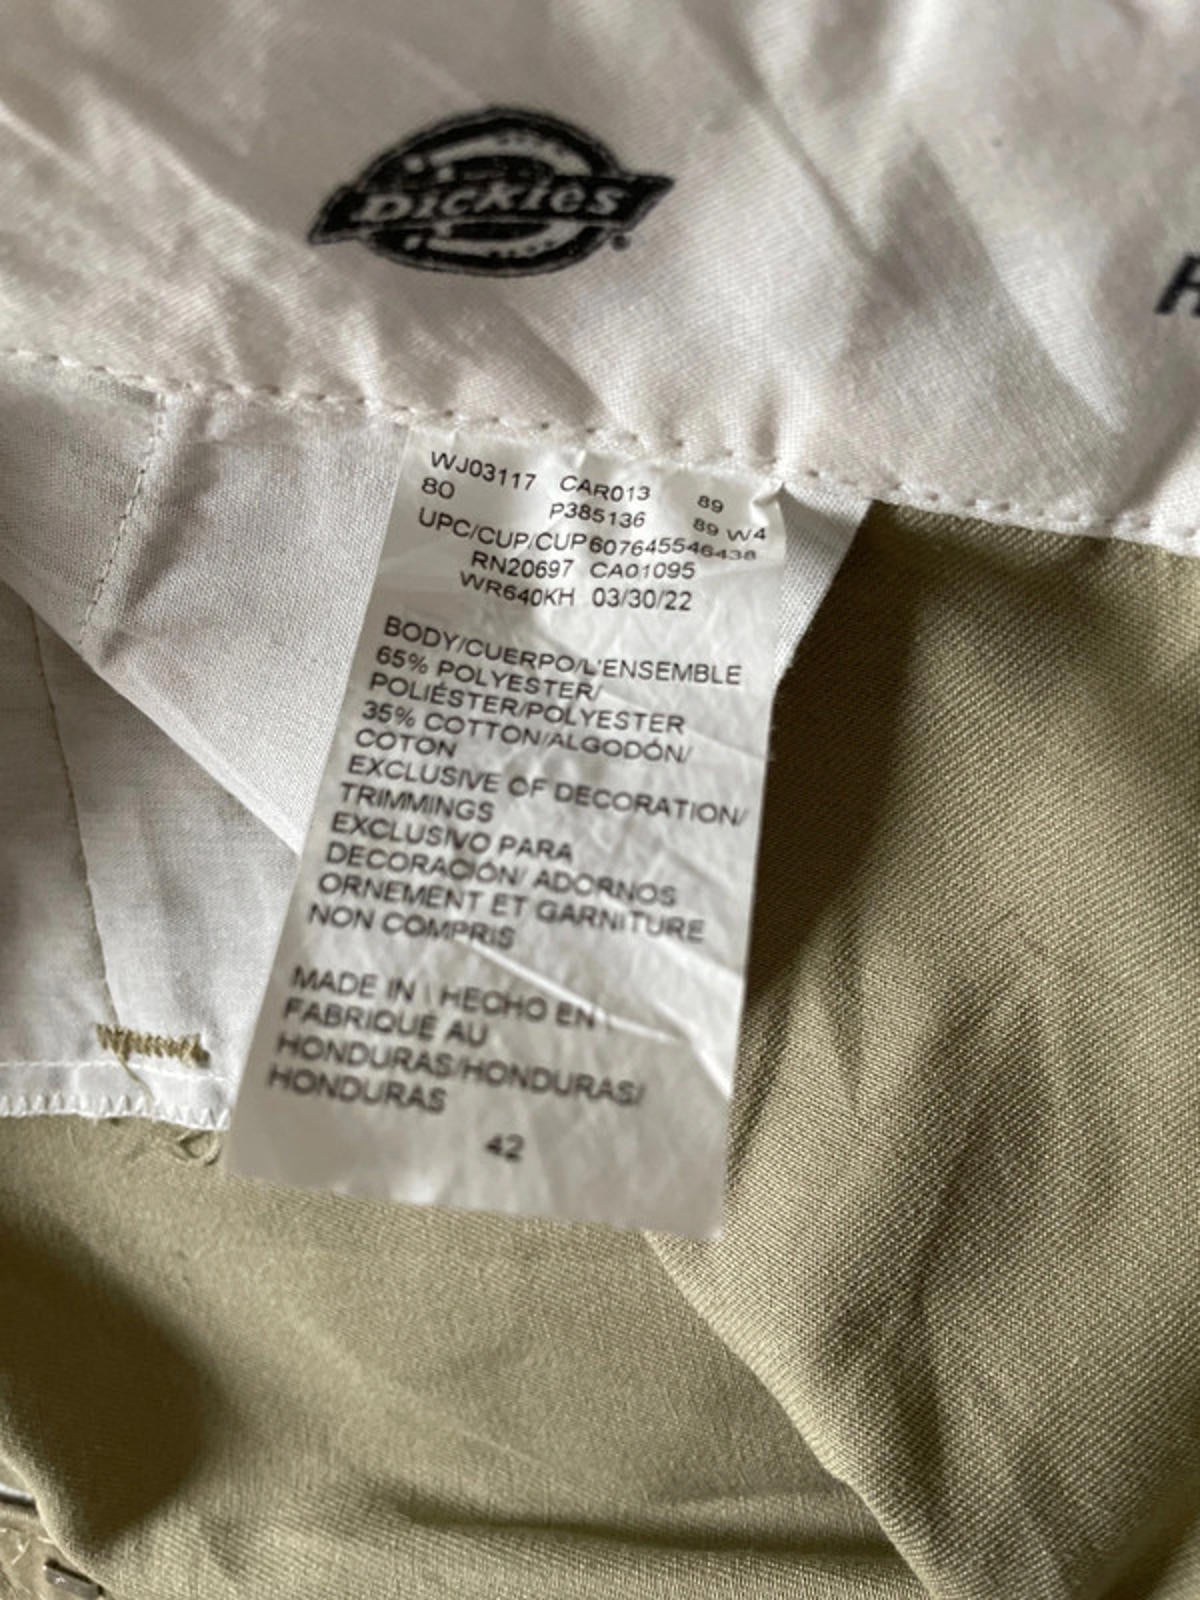 Dickies
WJ03117 CAR013 89
80 P385136 89 W4
UPC/CUP/CUP607645546438
RN20697 CA01095
WR640KH 03/30/22
BODY/CUERPO/L'ENSEMBLE
65% POLYESTER/
POLIÉSTER/POLYESTER
35% COTTON/ALGODÓN/
COTON
EXCLUSIVE OF DECORATION/
TRIMMINGS
EXCLUSIVO PARA
DECORACIÓN/ ADORNOS
ORNEMENT ET GARNITURE
NON COMPRIS
MADE IN \ HECHO EN \
FABRIQUÉ AU
HONDURAS/HONDURAS/
HONDURAS
42